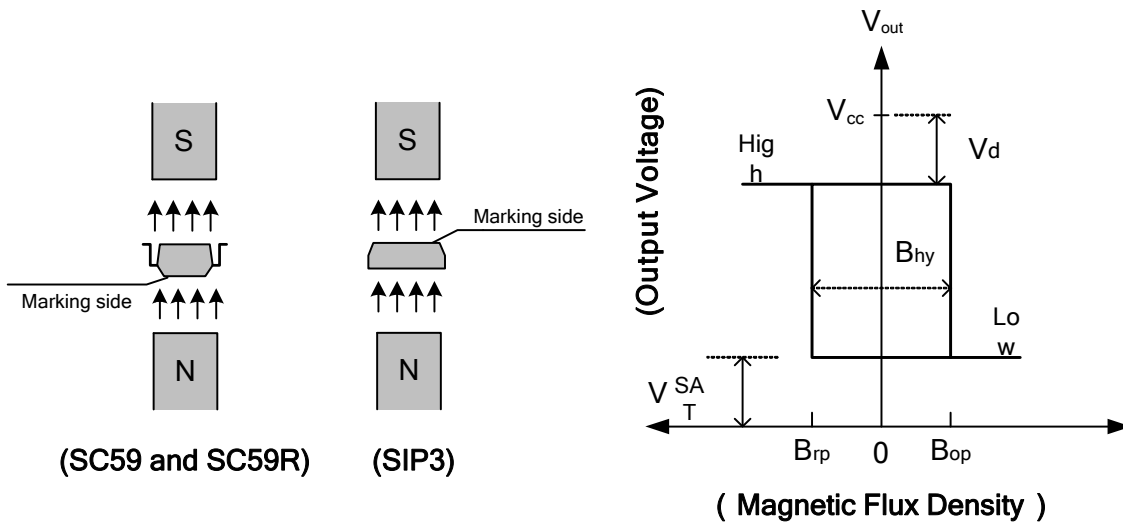 S
Marking side
N
(SC59 and SC59R)
S
Marking side
N
(SIP3)
Vout
Vcc
Vd
Hig
h
(Output Voltage)
Bhy
Lo
w
V SA
T
Brp
0
Bop
( Magnetic Flux Density )